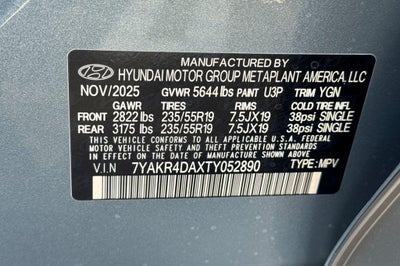 MANUFACTURED BY
HYUNDAI MOTOR GROUP METAPLANT AMERICA, LLC
NOV/2025 GVWR 5644 lbs PAINT U3P TRIM YGN
GAWR TIRES RIMS COLD TIRE INFL
FRONT 2822 lbs 235/55R19 7.5JX19 38psi SINGLE
REAR 3175 lbs 235/55R19 7.5JX19 38psi SINGLE
THIS VEHICLE CONFORMS TO ALL APPLICABLE U.S. FEDERAL MOTOR VEHICLE
SAFETY, BUMPER, AND THEFT PREVENTION STANDARDS IN EFFECT ON THE
DATE OF MANUFACTURE SHOWN ABOVE.
V.I.N 7YAKR4DAXTY052890 TYPE: MPV